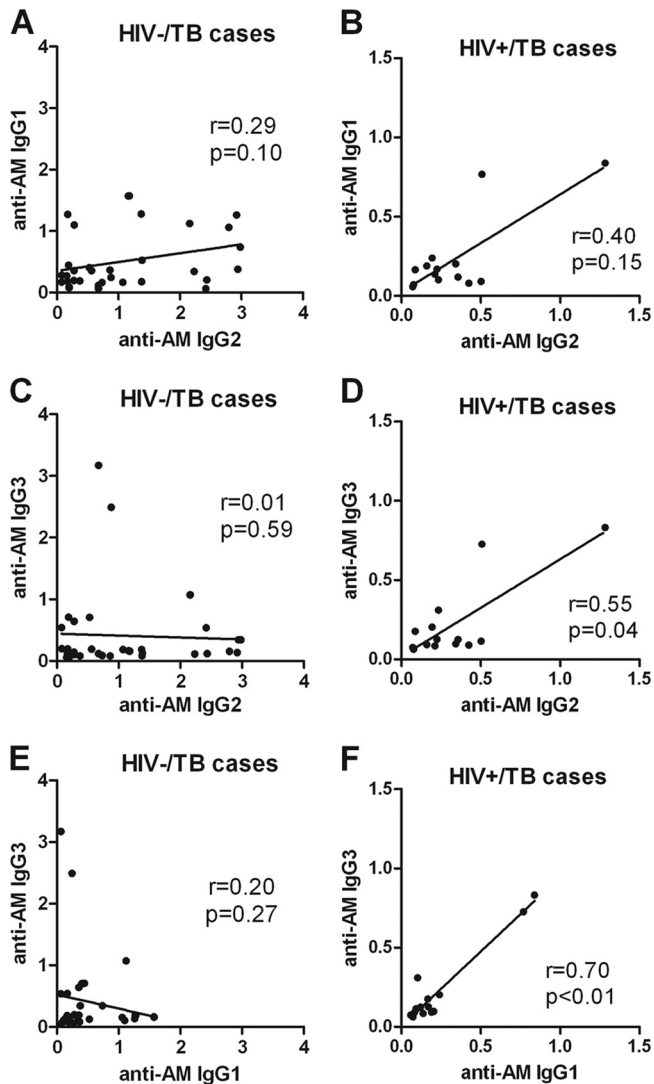 A
HIV-/TB cases
4
3
2
1
0
0
1
2
3
4
anti-AM IgG1
anti-AM IgG2
r=0.29
p=0.10
B
HIV+/TB cases
1.5
1.0
0.5
0.0
0.0
0.5
1.0
1.5
anti-AM IgG1
anti-AM IgG2
r=0.40
p=0.15
C
HIV-/TB cases
4
3
2
1
0
0
1
2
3
4
anti-AM IgG3
anti-AM IgG2
r=0.01
p=0.59
D
HIV+/TB cases
1.5
1.0
0.5
0.0
0.0
0.5
1.0
1.5
anti-AM IgG3
anti-AM IgG2
r=0.55
p=0.04
E
HIV-/TB cases
4
3
2
1
0
0
1
2
3
4
anti-AM IgG3
anti-AM IgG1
r=0.20
p=0.27
F
HIV+/TB cases
1.5
1.0
0.5
0.0
0.0
0.5
1.0
1.5
anti-AM IgG3
anti-AM IgG1
r=0.70
p<0.01